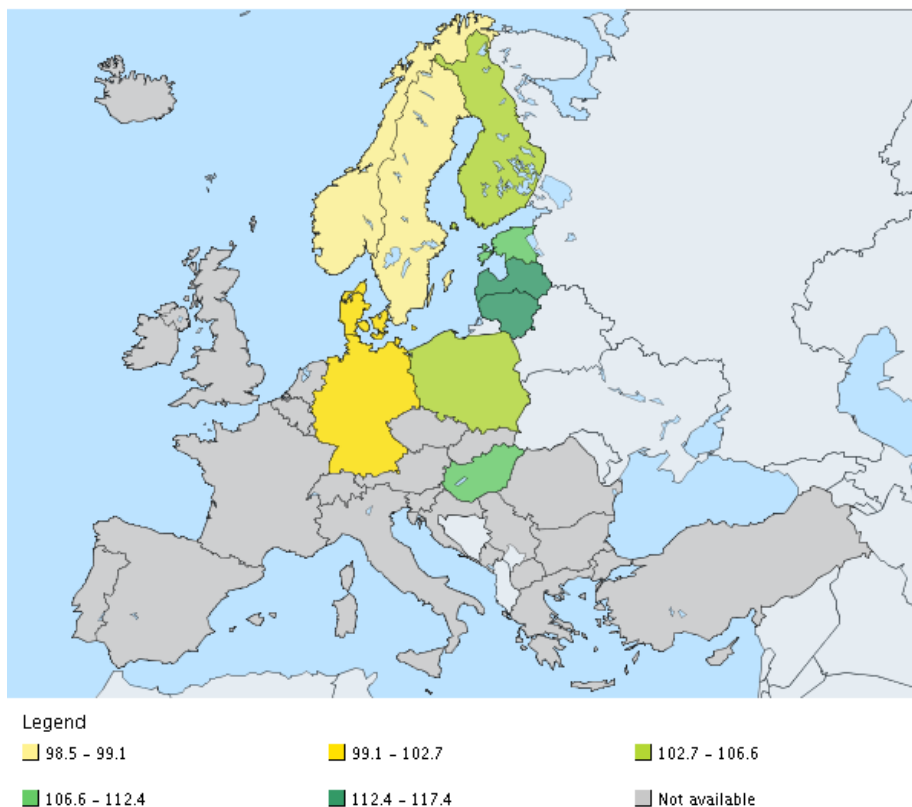 Legend
98.5 - 99.1
99.1 - 102.7
102.7 - 106.6
106.6 - 112.4
112.4 - 117.4
Not available